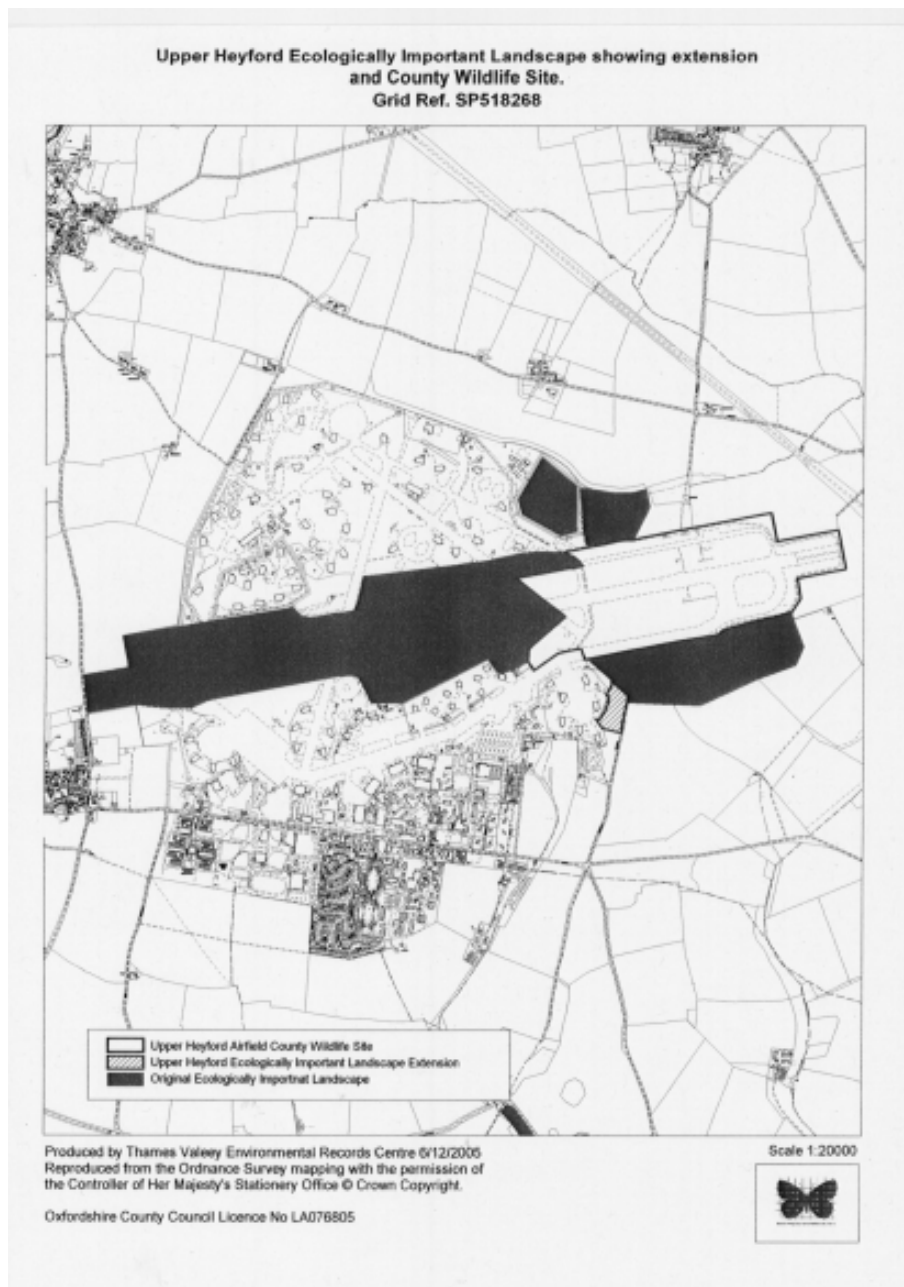 Upper Heyford Ecologically Important Landscape showing extension
and County Wildlife Site.
Grid Ref. SP518268
Upper Heyford Airfield County Wildlife Site
Upper Heyford Ecologically Important Landscape Extension
Original Ecologically Importnat Landscape
Produced by Thames Valeey Environmental Records Centre 6/12/2005
Reproduced from the Ordnance Survey mapping with the permission of
the Controller of Her Majesty's Stationery Office © Crown Copyright.
Oxfordshire County Council Licence No LA076805
Scale 1:20000